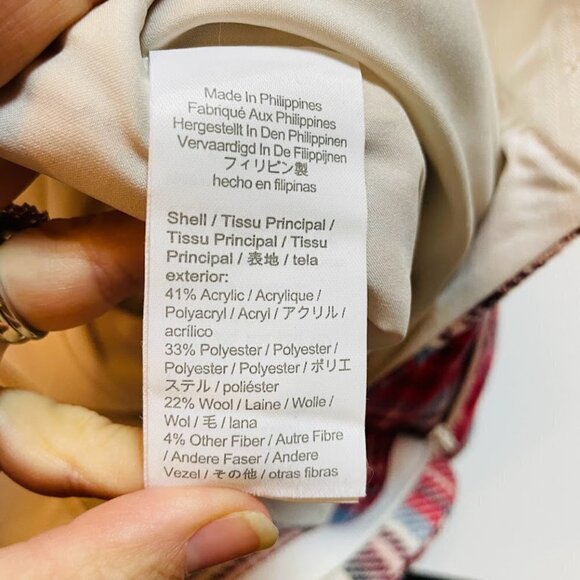 Made In Philippines
Fabriqué Aux Philippines
Hergestellt In Den Philippinen
Vervaardigd In De Filippijnen
フィリピン製
hecho en filipinas
Shell / Tissu Principal /
Tissu Principal / Tissu
Principal / 表地 / tela
exterior:
41% Acrylic / Acrylique /
Polyacryl / Acryl / アクリル /
acrílico
33% Polyester / Polyester /
Polyester / Polyester / ポリエ
ステル / poliéster
22% Wool / Laine / Wolle /
Wol / 毛 / lana
4% Other Fiber / Autre Fibre
/ Andere Faser / Andere
Vezel / その他 / otras fibras